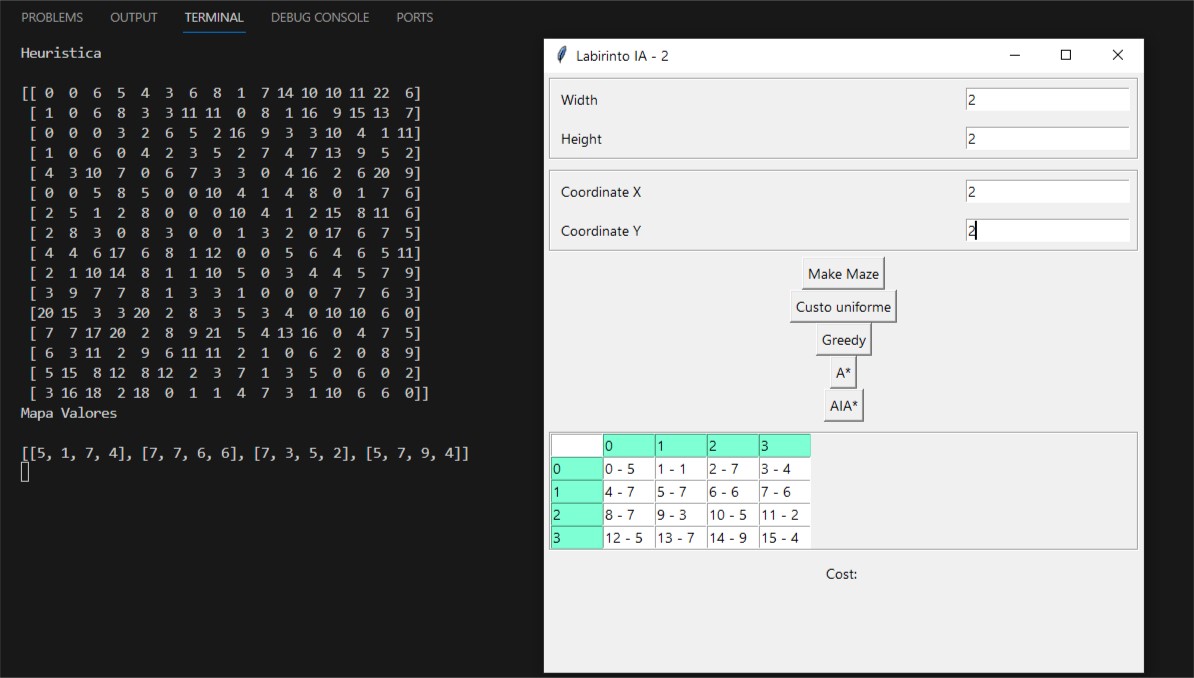 PROBLEMS OUTPUT TERMINAL DEBUG CONSOLE PORTS
Heuristica
[[ 0  0  6  5  4  3  6  8  1  7 14 10 10 11 22  6]
 [ 1  0  6  8  3  3 11 11  0  8  1 16  9 15 13  7]
 [ 0  0  0  3  2  6  5  2 16  9  3  3 10  4  1 11]
 [ 1  0  6  0  4  2  3  5  2  7  4  7 13  9  5  2]
 [ 4  3 10  7  0  6  7  3  3  0  4 16  2  6 20  9]
 [ 0  0  5  8  5  0  0 10  4  1  4  8  0  1  7  6]
 [ 2  5  1  2  8  0  0  0 10  4  1  2 15  8 11  6]
 [ 2  8  3  0  8  3  0  0  1  3  2  0 17  6  7  5]
 [ 4  4  6 17  6  8  1 12  0  0  5  6  4  6  5 11]
 [ 2  1 10 14  8  1  1 10  5  0  3  4  4  5  7  9]
 [ 3  9  7  7  8  1  3  3  1  0  0  0  7  7  6  3]
 [20 15  3  3 20  2  8  3  5  3  4  0 10 10  6  0]
 [ 7  7 17 20  2  8  9 21  5  4 13 16  0  4  7  5]
 [ 6  3 11  2  9  6 11 11  2  1  0  6  2  0  8  9]
 [ 5 15  8 12  8 12  2  3  7  1  3  5  0  6  0  2]
 [ 3 16 18  2 18  0  1  1  4  7  3  1 10  6  6  0]]
Mapa Valores
[[5, 1, 7, 4], [7, 7, 6, 6], [7, 3, 5, 2], [5, 7, 9, 4]]
Labirinto IA - 2
Width 2
Height 2
Coordinate X 2
Coordinate Y 2
Make Maze
Custo uniforme
Greedy
A*
AIA*
0 1 2 3
0 0 - 5 1 - 1 2 - 7 3 - 4
1 4 - 7 5 - 7 6 - 6 7 - 6
2 8 - 7 9 - 3 10 - 5 11 - 2
3 12 - 5 13 - 7 14 - 9 15 - 4
Cost: